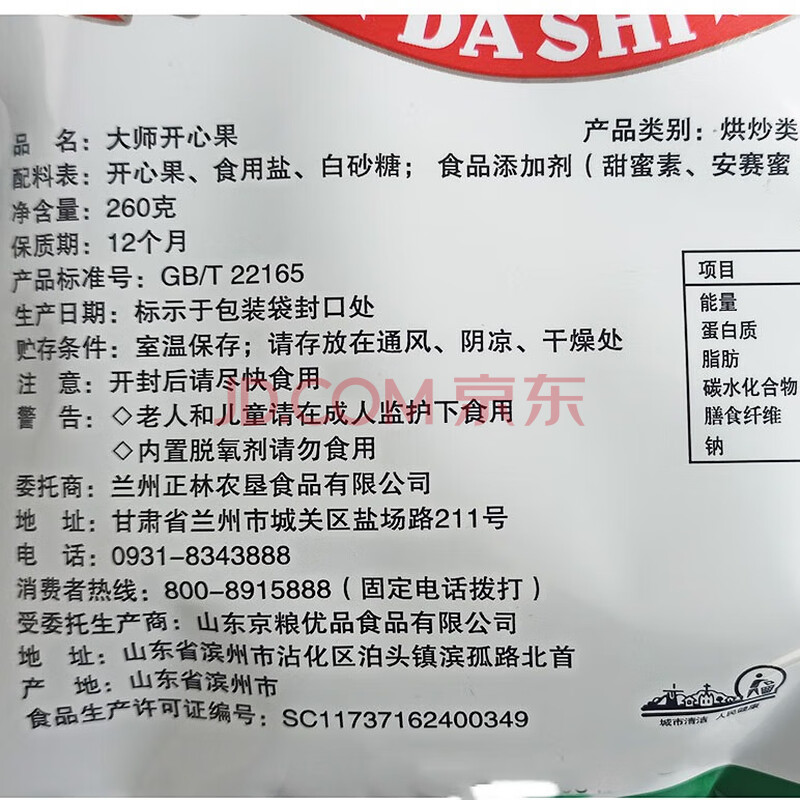 DA SHI
品 名：大师开心果
产品类别：烘炒类
配料表：开心果、食用盐、白砂糖；食品添加剂（甜蜜素、安赛蜜
净含量：260克
保质期：12个月
产品标准号：GB/T 22165
生产日期：标示于包装袋封口处
贮存条件：室温保存；请存放在通风、阴凉、干燥处
注 意：开封后请尽快食用
警 告：◇老人和儿童请在成人监护下食用
◇内置脱氧剂请勿食用
委托商：兰州正林农垦食品有限公司
地 址：甘肃省兰州市城关区盐场路211号
电 话：0931-8343888
消费者热线：800-8915888（固定电话拨打）
受委托生产商：山东京粮优品食品有限公司
地 址：山东省滨州市沾化区泊头镇滨孤路北首
产 地：山东省滨州市
食品生产许可证编号：SC11737162400349
项目
能量
蛋白质
脂肪
碳水化合物
膳食纤维
钠
城市清洁 人民健康
JD.COM 京东